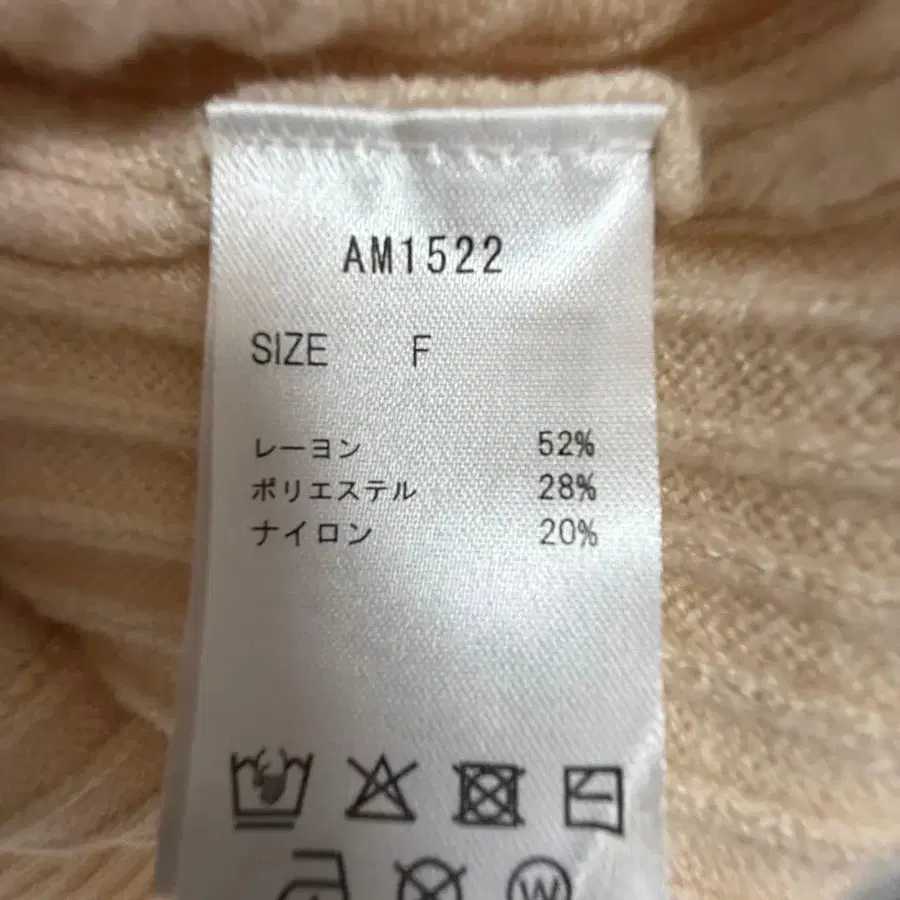 AM1522
SIZE F
レーヨン 52%
ポリエステル 28%
ナイロン 20%
W